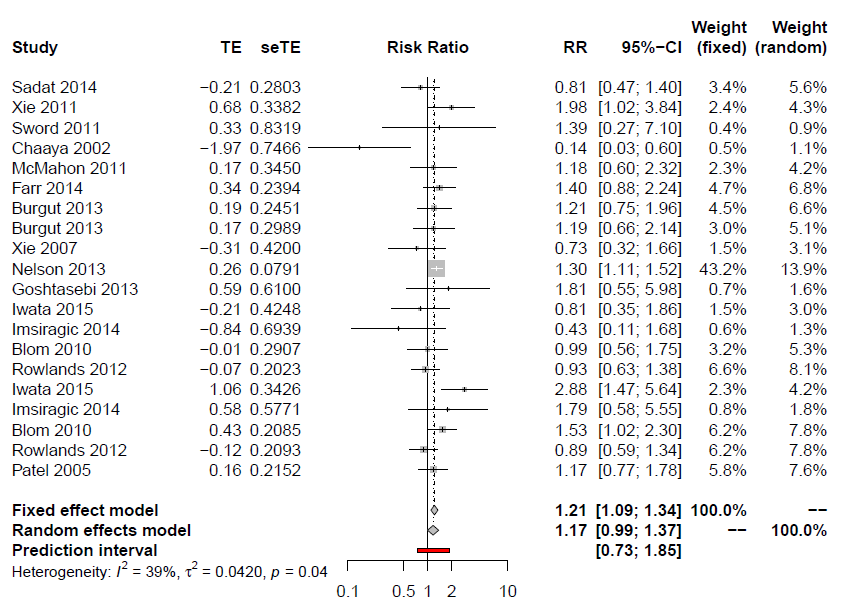 Weight Weight
Study TE seTE Risk Ratio RR 95%−CI (fixed) (random)
Sadat 2014 −0.21 0.2803 0.81 [0.47; 1.40] 3.4% 5.6%
Xie 2011 0.68 0.3382 1.98 [1.02; 3.84] 2.4% 4.3%
Sword 2011 0.33 0.8319 1.39 [0.27; 7.10] 0.4% 0.9%
Chaaya 2002 −1.97 0.7466 0.14 [0.03; 0.60] 0.5% 1.1%
McMahon 2011 0.17 0.3450 1.18 [0.60; 2.32] 2.3% 4.2%
Farr 2014 0.34 0.2394 1.40 [0.88; 2.24] 4.7% 6.8%
Burgut 2013 0.19 0.2451 1.21 [0.75; 1.96] 4.5% 6.6%
Burgut 2013 0.17 0.2989 1.19 [0.66; 2.14] 3.0% 5.1%
Xie 2007 −0.31 0.4200 0.73 [0.32; 1.66] 1.5% 3.1%
Nelson 2013 0.26 0.0791 1.30 [1.11; 1.52] 43.2% 13.9%
Goshtasebi 2013 0.59 0.6100 1.81 [0.55; 5.98] 0.7% 1.6%
Iwata 2015 −0.21 0.4248 0.81 [0.35; 1.86] 1.5% 3.0%
Imsiragic 2014 −0.84 0.6939 0.43 [0.11; 1.68] 0.6% 1.3%
Blom 2010 −0.01 0.2907 0.99 [0.56; 1.75] 3.2% 5.3%
Rowlands 2012 −0.07 0.2023 0.93 [0.63; 1.38] 6.6% 8.1%
Iwata 2015 1.06 0.3426 2.88 [1.47; 5.64] 2.3% 4.2%
Imsiragic 2014 0.58 0.5771 1.79 [0.58; 5.55] 0.8% 1.8%
Blom 2010 0.43 0.2085 1.53 [1.02; 2.30] 6.2% 7.8%
Rowlands 2012 −0.12 0.2093 0.89 [0.59; 1.34] 6.2% 7.8%
Patel 2005 0.16 0.2152 1.17 [0.77; 1.78] 5.8% 7.6%
Fixed effect model 1.21 [1.09; 1.34] 100.0% −−
Random effects model 1.17 [0.99; 1.37] −− 100.0%
Prediction interval [0.73; 1.85]
Heterogeneity: I² = 39%, τ² = 0.0420, p = 0.04
0.1 0.5 1 2 10